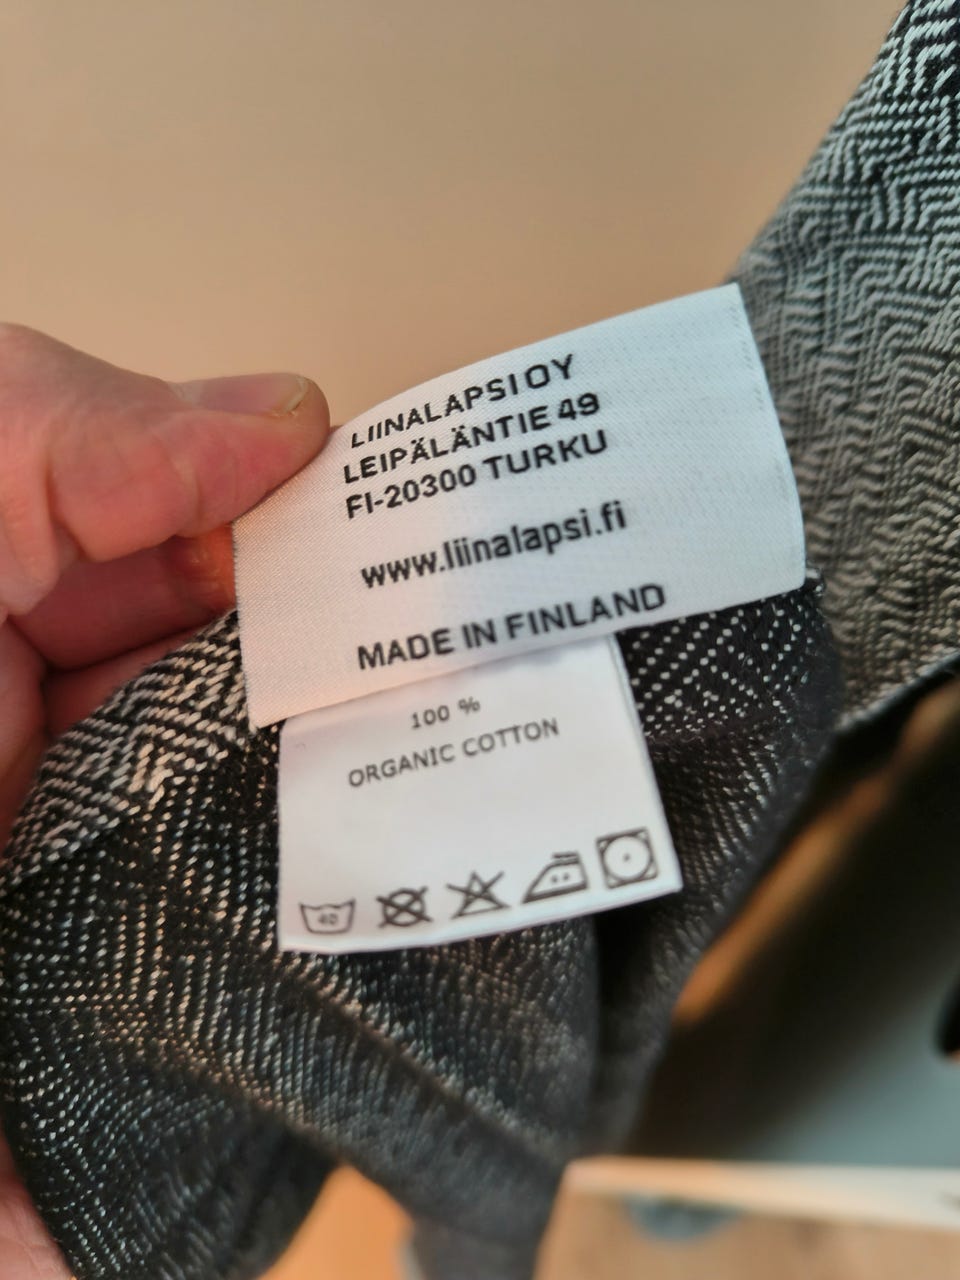 LIINALAPSI OY
LEIPÄLÄNTIE 49
FI-20300 TURKU
www.liinalapsi.fi
MADE IN FINLAND
100 %
ORGANIC COTTON
40